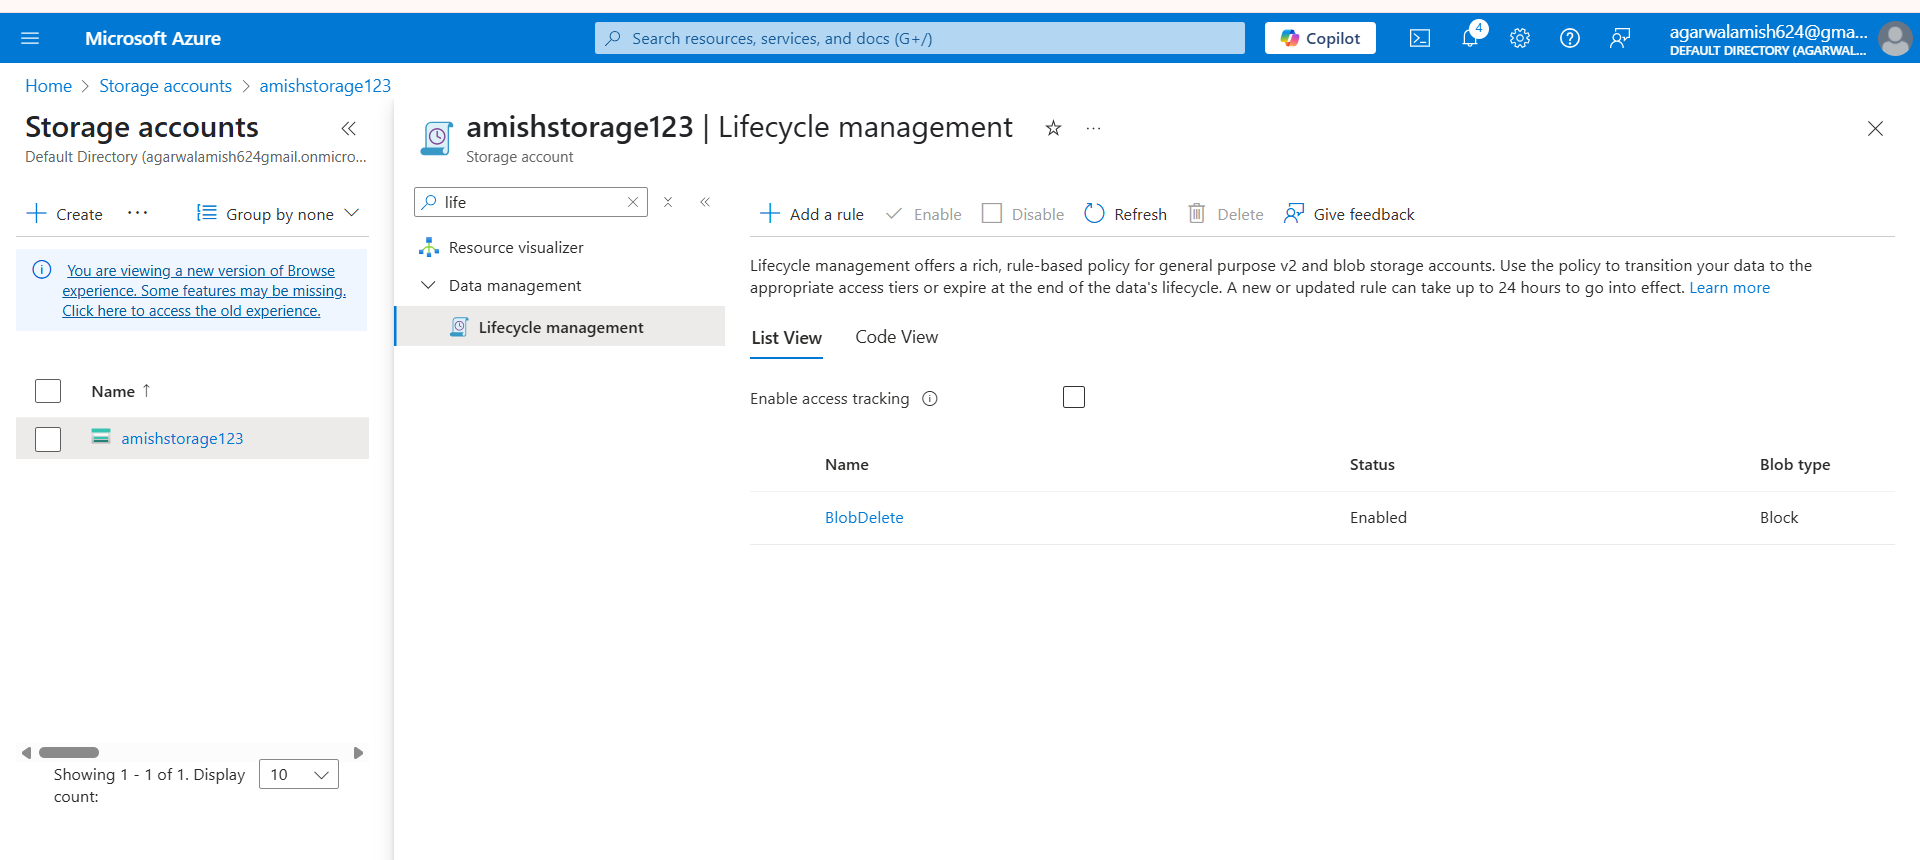 Microsoft Azure
Search resources, services, and docs (G+/)
Copilot
4
agarwalamish624@gma...
DEFAULT DIRECTORY (AGARWAL...
Home > Storage accounts > amishstorage123
Storage accounts
Default Directory (agarwalamish624gmail.onmicro...
+ Create ... Group by none
You are viewing a new version of Browse
experience. Some features may be missing.
Click here to access the old experience.
Name ↑
amishstorage123
Showing 1 - 1 of 1. Display
count:
10
amishstorage123 | Lifecycle management
Storage account
life
Resource visualizer
Data management
Lifecycle management
+ Add a rule Enable Disable Refresh Delete Give feedback
Lifecycle management offers a rich, rule-based policy for general purpose v2 and blob storage accounts. Use the policy to transition your data to the
appropriate access tiers or expire at the end of the data's lifecycle. A new or updated rule can take up to 24 hours to go into effect. Learn more
List View Code View
Enable access tracking
Name Status Blob type
BlobDelete Enabled Block